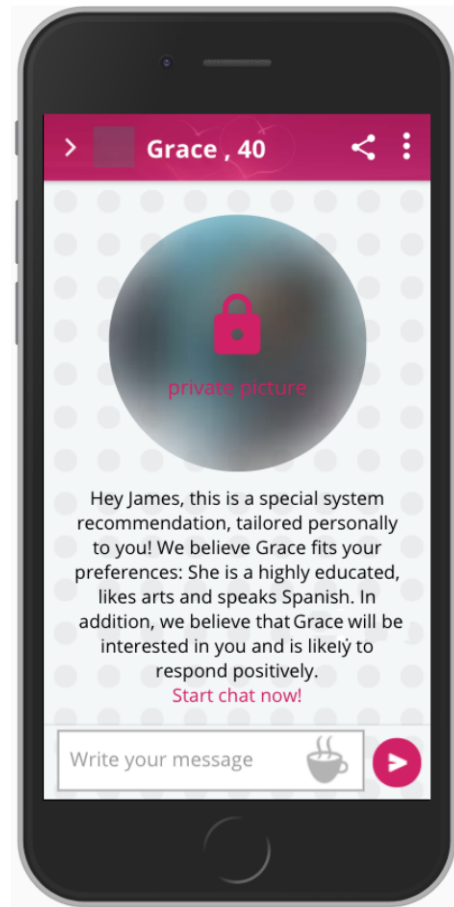 Grace , 40
private picture
Hey James, this is a special system
recommendation, tailored personally
to you! We believe Grace fits your
preferences: She is a highly educated,
likes arts and speaks Spanish. In
addition, we believe that Grace will be
interested in you and is likelẏ to
respond positively.
Start chat now!
Write your message